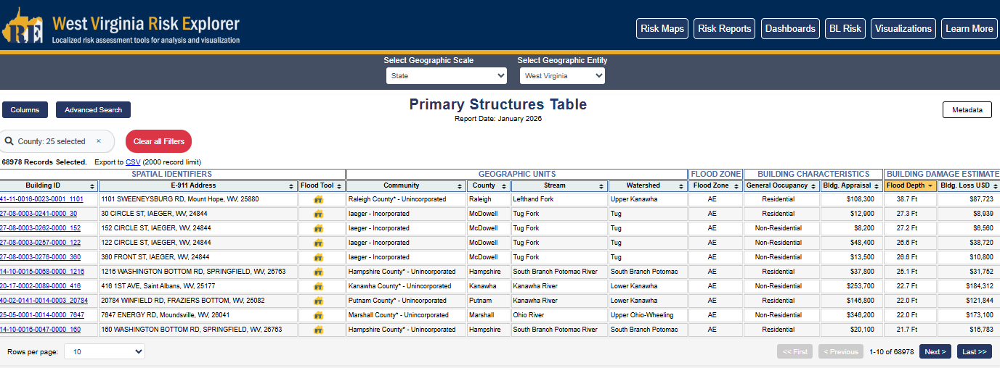 RE
West Virginia Risk Explorer
Localized risk assessment tools for analysis and visualization
Risk Maps Risk Reports Dashboards BL Risk Visualizations Learn More
Select Geographic Scale Select Geographic Entity
State West Virginia
Primary Structures Table
Report Date: January 2026
Columns Advanced Search Metadata
County: 25 selected × Clear all Filters
68978 Records Selected. Export to CSV (2000 record limit)
SPATIAL IDENTIFIERS GEOGRAPHIC UNITS FLOOD ZONE BUILDING CHARACTERISTICS BUILDING DAMAGE ESTIMATE
Building ID E-911 Address Flood Tool Community County Stream Watershed Flood Zone General Occupancy Bldg. Appraisal Flood Depth Bldg. Loss USD
41-11-0016-0023-0001_1101 1101 SWEENEYSBURG RD, Mount Hope, WV, 25880 FT Raleigh County* - Unincorporated Raleigh Lefthand Fork Upper Kanawha AE Residential $108,300 38.7 Ft $87,723
27-08-0003-0241-0000_30 30 CIRCLE ST, IAEGER, WV, 24844 FT Iaeger - Incorporated McDowell Tug Fork Tug AE Residential $12,900 27.3 Ft $8,939
27-08-0003-0262-0000_152 152 CIRCLE ST, IAEGER, WV, 24844 FT Iaeger - Incorporated McDowell Tug Fork Tug AE Non-Residential $8,200 27.2 Ft $6,560
27-08-0003-0257-0000_122 122 CIRCLE ST, IAEGER, WV, 24844 FT Iaeger - Incorporated McDowell Tug Fork Tug AE Non-Residential $48,400 26.6 Ft $38,720
27-08-0003-0276-0000_360 360 FRONT ST, IAEGER, WV, 24844 FT Iaeger - Incorporated McDowell Tug Fork Tug AE Non-Residential $13,500 26.6 Ft $10,800
14-10-0015-0068-0000_1216 1216 WASHINGTON BOTTOM RD, SPRINGFIELD, WV, 26763 FT Hampshire County* - Unincorporated Hampshire South Branch Potomac River South Branch Potomac AE Residential $37,800 25.1 Ft $31,752
20-17-0002-0089-0000_416 416 1ST AVE, Saint Albans, WV, 25177 FT Kanawha County* - Unincorporated Kanawha Kanawha River Lower Kanawha AE Non-Residential $253,700 22.7 Ft $184,312
40-02-0141-0014-0003_20784 20784 WINFIELD RD, FRAZIERS BOTTOM, WV, 25082 FT Putnam County* - Unincorporated Putnam Kanawha River Lower Kanawha AE Residential $146,800 22.0 Ft $121,844
25-05-0001-0014-0000_7647 7647 ENERGY RD, Moundsville, WV, 26041 FT Marshall County* - Unincorporated Marshall Ohio River Upper Ohio-Wheeling AE Non-Residential $346,200 22.0 Ft $173,100
14-10-0016-0047-0000_160 160 WASHINGTON BOTTOM RD, SPRINGFIELD, WV, 26763 FT Hampshire County* - Unincorporated Hampshire South Branch Potomac River South Branch Potomac AE Residential $20,100 21.7 Ft $16,783
Rows per page: 10 << First < Previous 1-10 of 68978 Next > Last >>